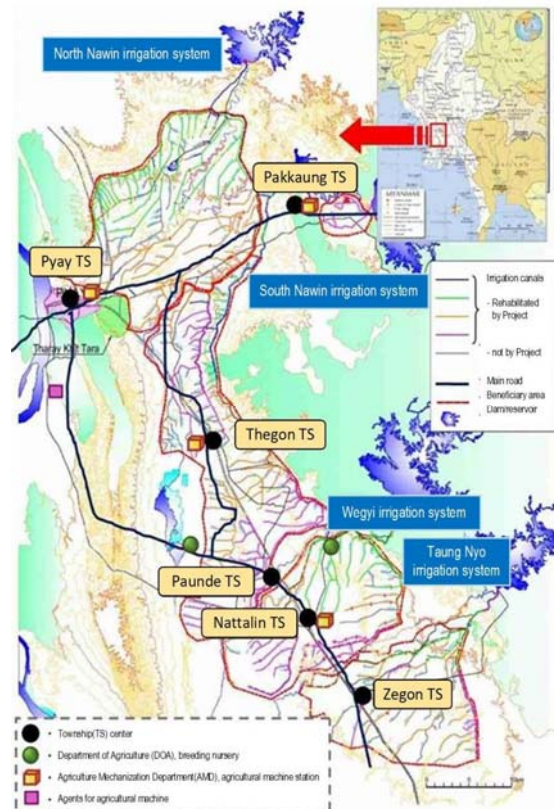 North Nawin irrigation system
Pakkaung TS
Pyay TS
South Nawin irrigation system
Irrigation canals
- Rehabilitated
by Project
- not by Project
Main road
Beneficiary area
Dam/reservoir
Tharay Khit Tara
Thegon TS
Wegyi irrigation system
Taung Nyo
irrigation system
Paunde TS
Nattalin TS
Zegon TS
• Township(TS) center
• Department of Agriculture (DOA), breeding nursery
• Agriculture Mechanization Department(AMD), agricultural machine station
• Agents for agricultural machine